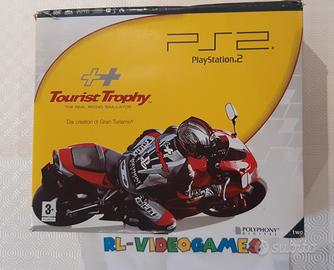 PS2
PlayStation.2
Tourist Trophy
THE REAL RIDING SIMULATOR
Dai creatori di Gran Turismo®
3+
POLYPHONY
DIGITAL
RL-VIDEOGAMES
subito